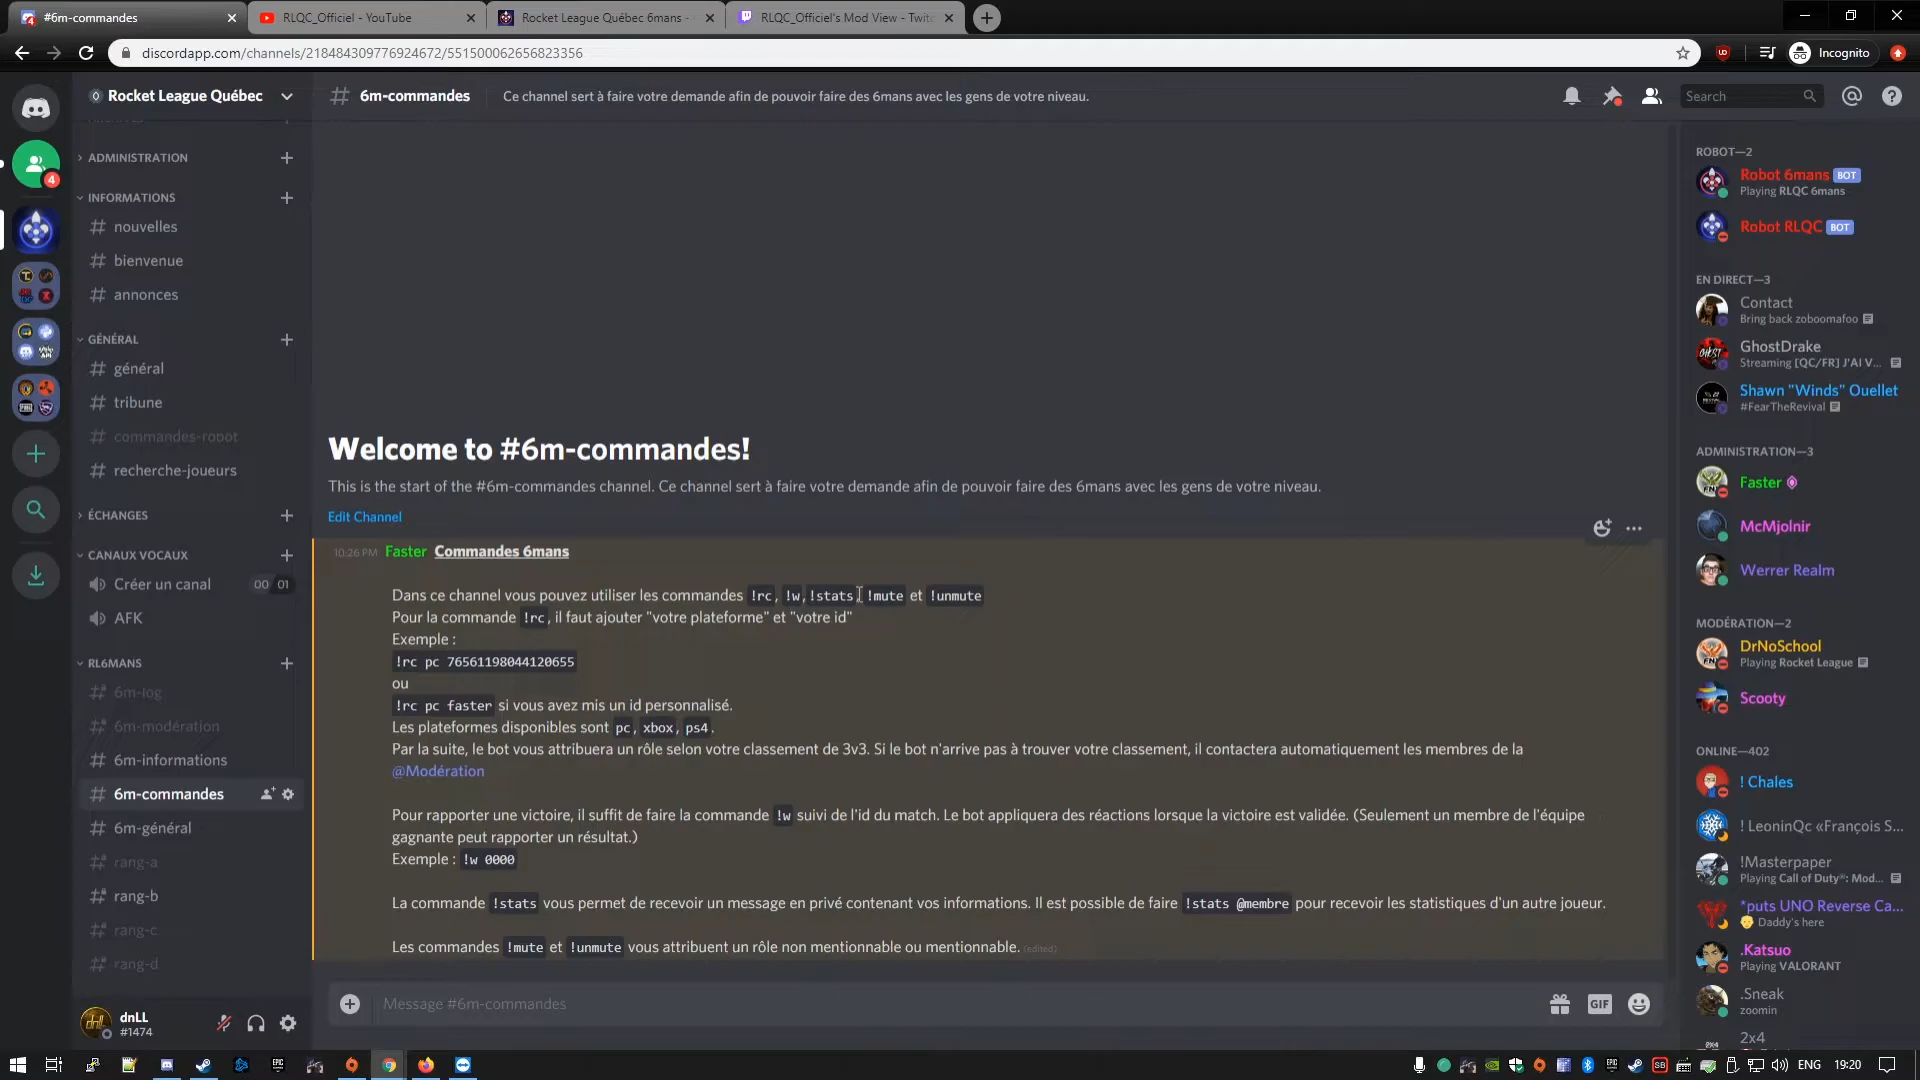 #6m-commandes
RLQC_Officiel - YouTube
Rocket League Québec 6mans -
RLQC_Officiel's Mod View - Twitc
discordapp.com/channels/218484309776924672/551500062656823356
Incognito
Rocket League Québec
6m-commandes
Ce channel sert à faire votre demande afin de pouvoir faire des 6mans avec les gens de votre niveau.
Search
ADMINISTRATION
INFORMATIONS
nouvelles
bienvenue
annonces
GÉNÉRAL
général
tribune
commandes-robot
recherche-joueurs
ÉCHANGES
CANAUX VOCAUX
Créer un canal
00 01
AFK
RL6MANS
6m-log
6m-modération
6m-informations
6m-commandes
6m-général
rang-a
rang-b
rang-c
rang-d
dnLL
#1474
4
Welcome to #6m-commandes!
This is the start of the #6m-commandes channel. Ce channel sert à faire votre demande afin de pouvoir faire des 6mans avec les gens de votre niveau.
Edit Channel
10:26 PM Faster Commandes 6mans
Dans ce channel vous pouvez utiliser les commandes !rc, !w,!stats, !mute et !unmute
Pour la commande !rc, il faut ajouter "votre plateforme" et "votre id"
Exemple :
!rc pc 76561198044120655
ou
!rc pc faster si vous avez mis un id personnalisé.
Les plateformes disponibles sont pc, xbox, ps4.
Par la suite, le bot vous attribuera un rôle selon votre classement de 3v3. Si le bot n'arrive pas à trouver votre classement, il contactera automatiquement les membres de la
@Modération
Pour rapporter une victoire, il suffit de faire la commande !w suivi de l'id du match. Le bot appliquera des réactions lorsque la victoire est validée. (Seulement un membre de l'équipe
gagnante peut rapporter un résultat.)
Exemple : !w 0000
La commande !stats vous permet de recevoir un message en privé contenant vos informations. Il est possible de faire !stats @membre pour recevoir les statistiques d'un autre joueur.
Les commandes !mute et !unmute vous attribuent un rôle non mentionnable ou mentionnable. (edited)
Message #6m-commandes
GIF
ROBOT—2
Robot 6mans BOT
Playing RLQC 6mans
Robot RLQC BOT
EN DIRECT—3
Contact
Bring back zoboomafoo
GhostDrake
Streaming [QC/FR] J'AI V...
Shawn "Winds" Ouellet
#FearTheRevival
ADMINISTRATION—3
Faster
McMjolnir
Werrer Realm
MODÉRATION—2
DrNoSchool
Playing Rocket League
Scooty
ONLINE—402
! Chales
! LeoninQc «François S...
!Masterpaper
Playing Call of Duty®: Mod...
*puts UNO Reverse Ca...
Daddy's here
.Katsuo
Playing VALORANT
.Sneak
zoomin
2x4
ENG
19:20